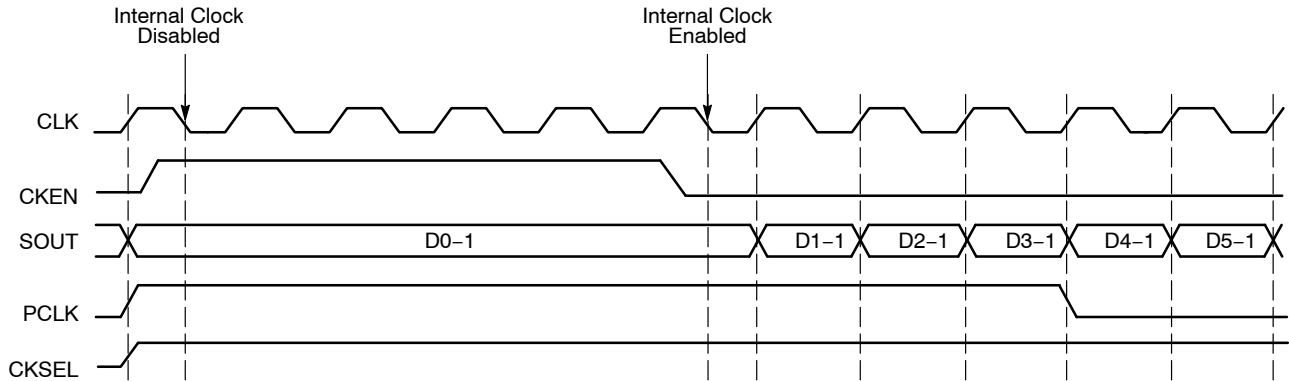 Internal Clock
Disabled
Internal Clock
Enabled
CLK
CKEN
SOUT
D0−1
D1−1
D2−1
D3−1
D4−1
D5−1
PCLK
CKSEL